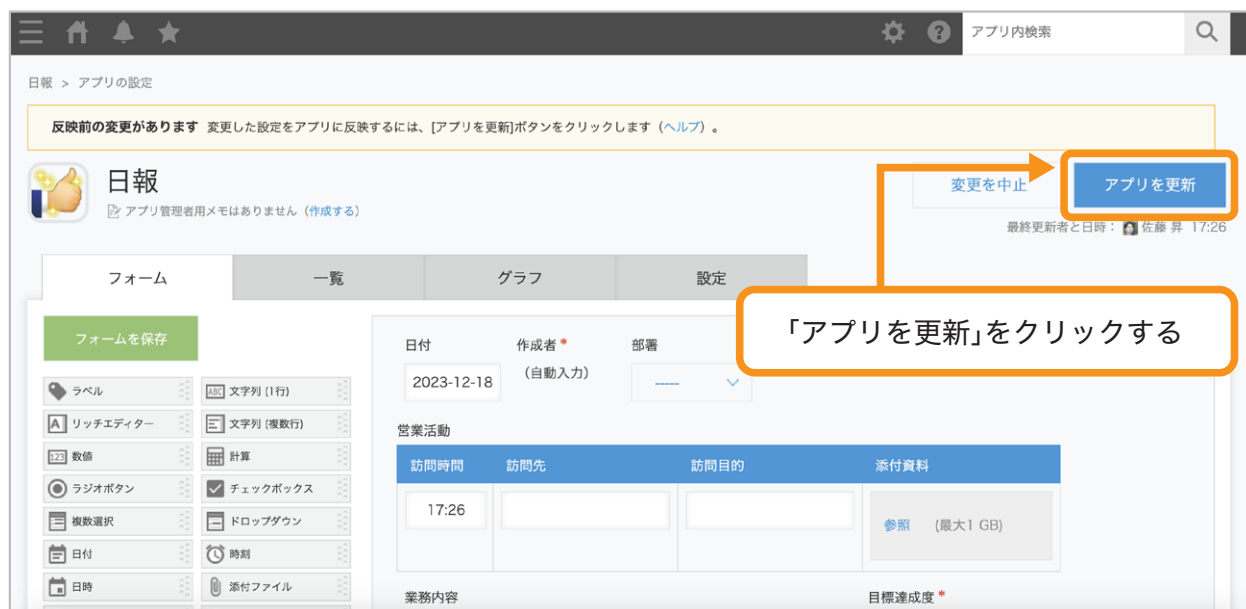 アプリ内検索
日報 > アプリの設定
反映前の変更があります 変更した設定をアプリに反映するには、[アプリを更新]ボタンをクリックします（ヘルプ）。
日報
アプリ管理者用メモはありません（作成する）
変更を中止
アプリを更新
最終更新者と日時： 佐藤 昇 17:26
フォーム 一覧 グラフ 設定
「アプリを更新」をクリックする
フォームを保存
ラベル ABC 文字列 (1行)
A リッチエディター 文字列 (複数行)
123 数値 計算
ラジオボタン チェックボックス
複数選択 ドロップダウン
日付 時刻
日時 添付ファイル
日付 作成者* 部署
2023-12-18 （自動入力） -----
営業活動
訪問時間 訪問先 訪問目的 添付資料
17:26 参照 (最大1 GB)
業務内容 目標達成度*